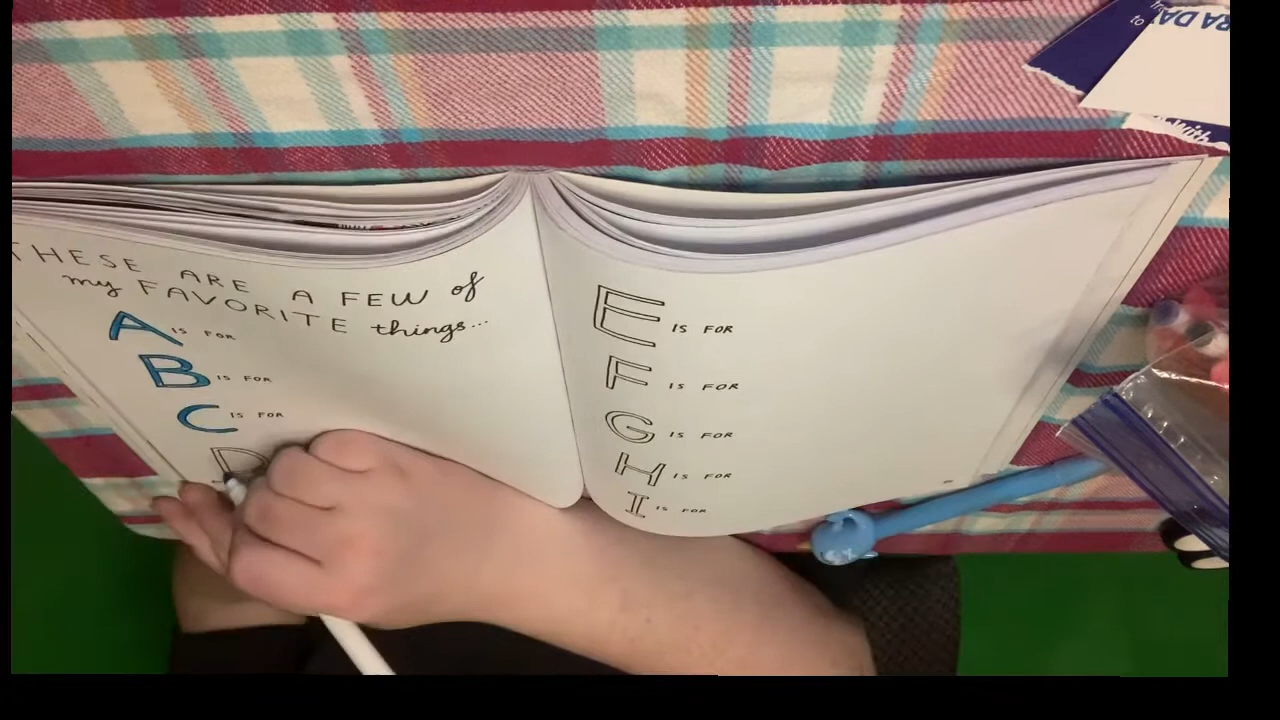 THESE ARE A FEW of
my FAVORITE things...
A IS FOR
B IS FOR
C IS FOR
D
E IS FOR
F IS FOR
G IS FOR
H IS FOR
I IS FOR
to